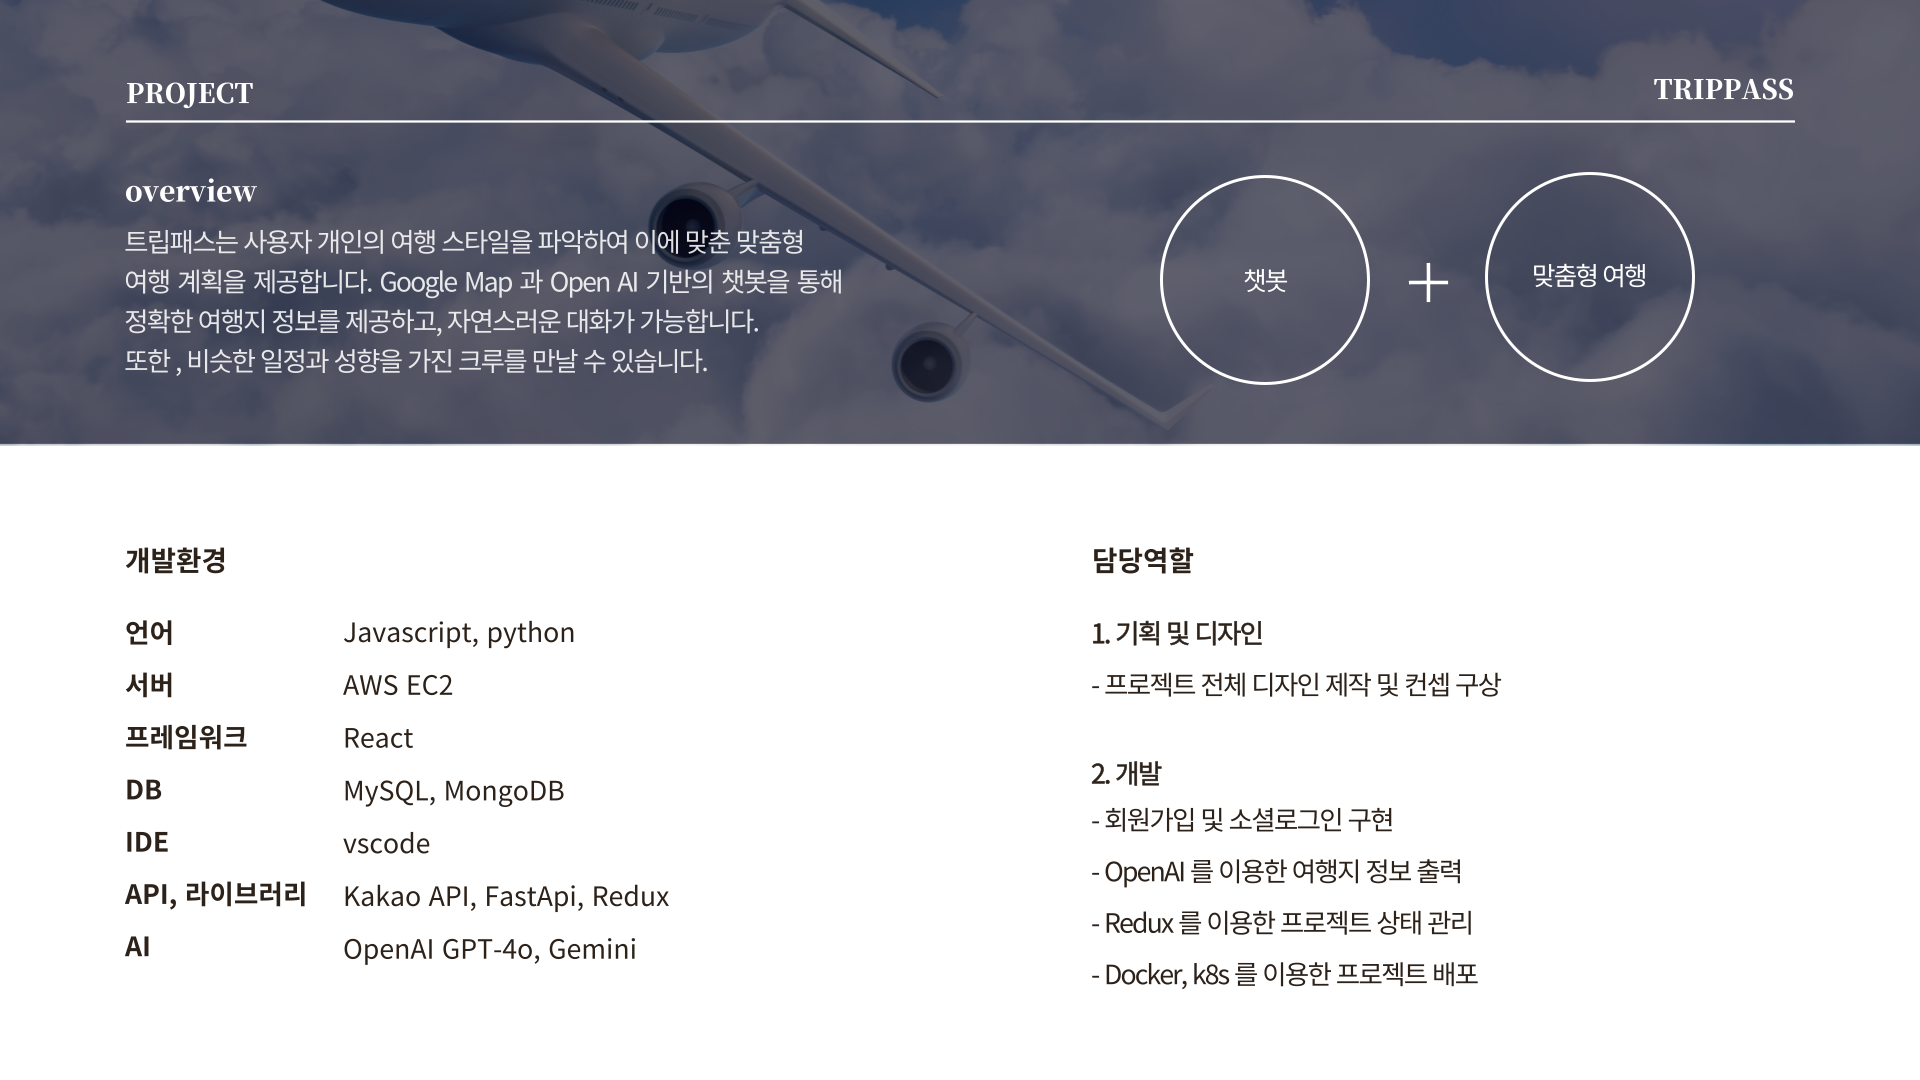 PROJECT
TRIPPASS
overview
트립패스는 사용자 개인의 여행 스타일을 파악하여 이에 맞춘 맞춤형
여행 계획을 제공합니다. Google Map 과 Open AI 기반의 챗봇을 통해
정확한 여행지 정보를 제공하고, 자연스러운 대화가 가능합니다.
또한 , 비슷한 일정과 성향을 가진 크루를 만날 수 있습니다.
챗봇
맞춤형 여행
개발환경
언어 Javascript, python
서버 AWS EC2
프레임워크 React
DB MySQL, MongoDB
IDE vscode
API, 라이브러리 Kakao API, FastApi, Redux
AI OpenAI GPT-4o, Gemini
담당역할
1. 기획 및 디자인
- 프로젝트 전체 디자인 제작 및 컨셉 구상
2. 개발
- 회원가입 및 소셜로그인 구현
- OpenAI 를 이용한 여행지 정보 출력
- Redux 를 이용한 프로젝트 상태 관리
- Docker, k8s 를 이용한 프로젝트 배포